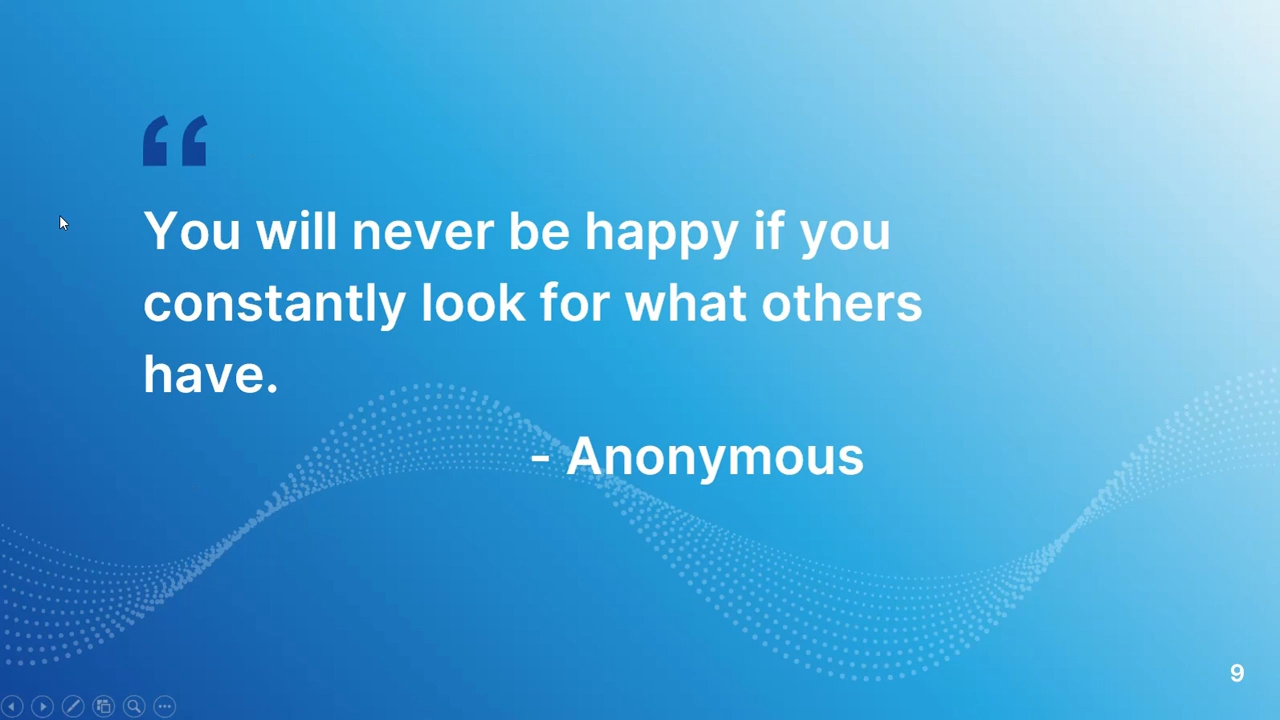 “
You will never be happy if you
constantly look for what others
have.
- Anonymous
9